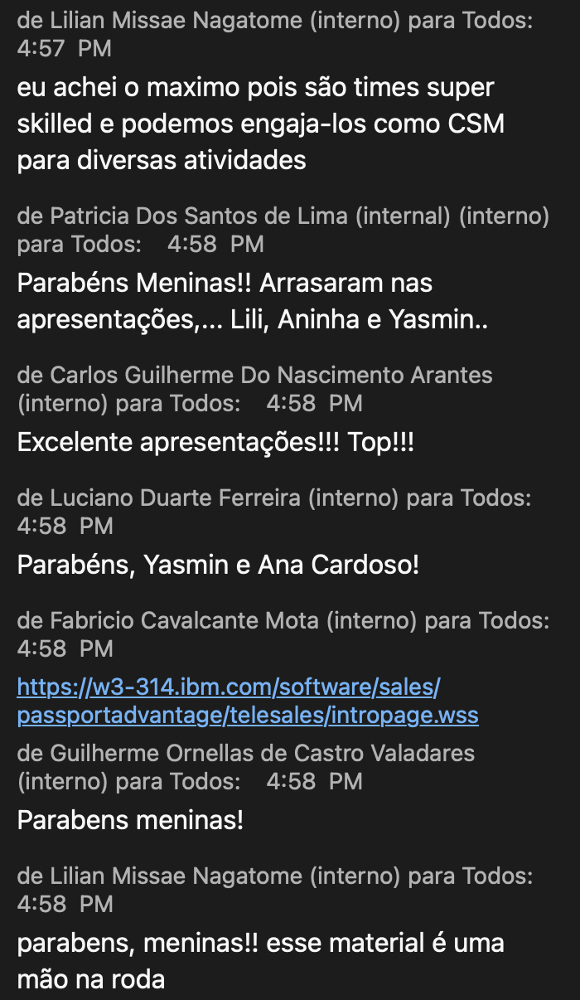 de Lilian Missae Nagatome (interno) para Todos:
4:57 PM
eu achei o maximo pois são times super
skilled e podemos engaja-los como CSM
para diversas atividades
de Patricia Dos Santos de Lima (internal) (interno)
para Todos: 4:58 PM
Parabéns Meninas!! Arrasaram nas
apresentações,... Lili, Aninha e Yasmin..
de Carlos Guilherme Do Nascimento Arantes
(interno) para Todos: 4:58 PM
Excelente apresentações!!! Top!!!
de Luciano Duarte Ferreira (interno) para Todos:
4:58 PM
Parabéns, Yasmin e Ana Cardoso!
de Fabricio Cavalcante Mota (interno) para Todos:
4:58 PM
https://w3-314.ibm.com/software/sales/
passportadvantage/telesales/intropage.wss
de Guilherme Ornellas de Castro Valadares
(interno) para Todos: 4:58 PM
Parabens meninas!
de Lilian Missae Nagatome (interno) para Todos:
4:58 PM
parabens, meninas!! esse material é uma
mão na roda